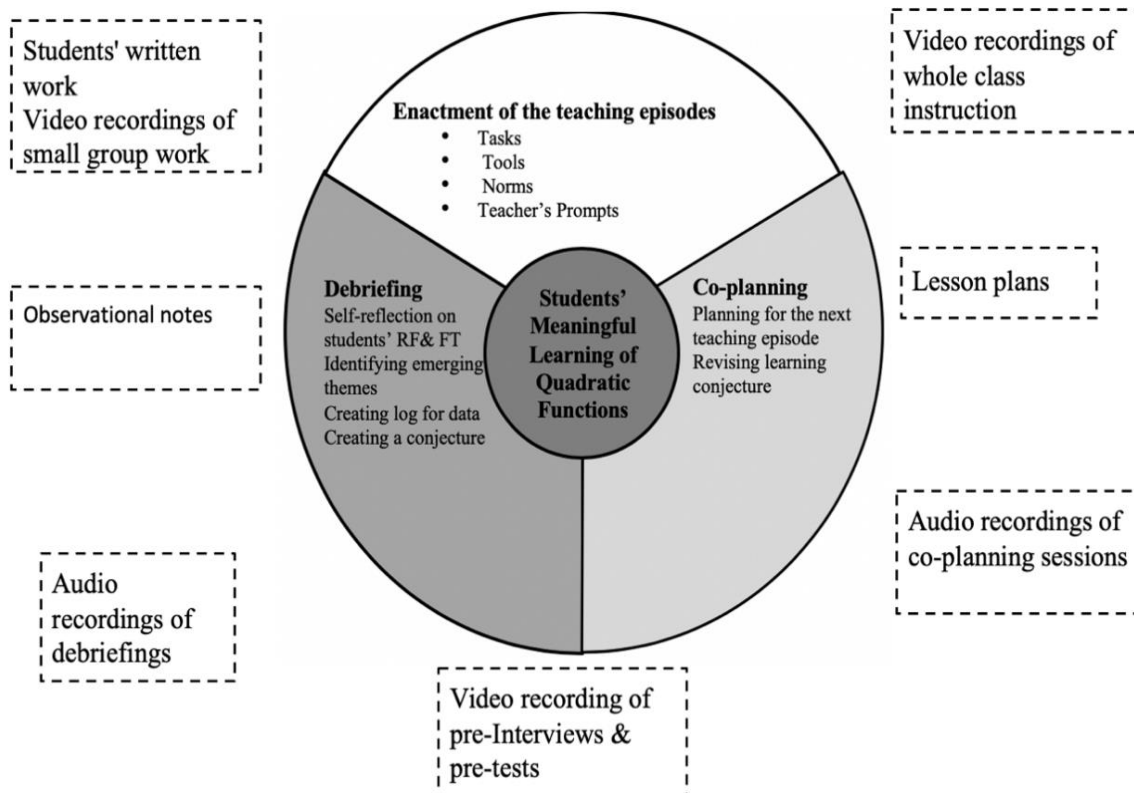 Students' written
work
Video recordings of
small group work
Video recordings of
whole class
instruction
Enactment of the teaching episodes
• Tasks
• Tools
• Norms
• Teacher's Prompts
Observational notes
Debriefing
Self-reflection on
students' RF& FT
Identifying emerging
themes
Creating log for data
Creating a conjecture
Students'
Meaningful
Learning of
Quadratic
Functions
Co-planning
Planning for the next
teaching episode
Revising learning
conjecture
Lesson plans
Audio
recordings of
debriefings
Audio recordings of
co-planning sessions
Video recording of
pre-Interviews &
pre-tests